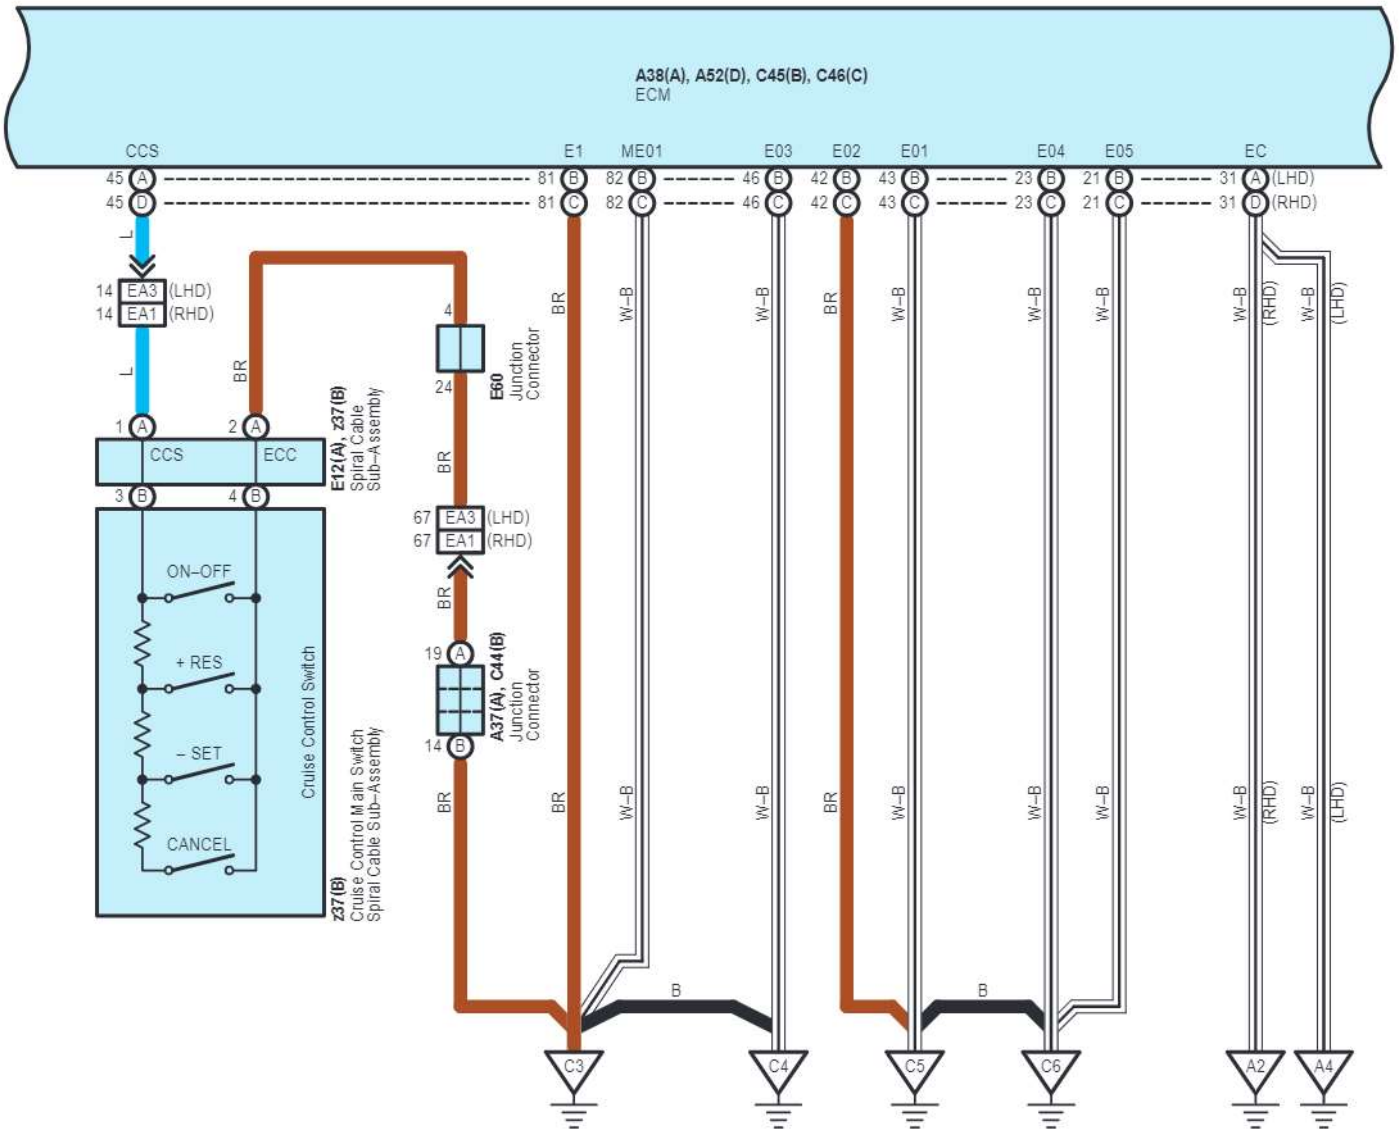 A38(A), A52(D), C45(B), C46(C)
ECM
CCS E1 ME01 E03 E02 E01 E04 E05 EC
45 A 81 B 82 B 46 B 42 B 43 B 23 B 21 B 31 A (LHD)
45 D 81 C 82 C 46 C 42 C 43 C 23 C 21 C 31 D (RHD)
L
14 EA3 (LHD)
14 EA1 (RHD)
L
BR
1 A 2 A
CCS ECC
3 B 4 B
E12(A), z37(B)
Spiral Cable
Sub–Assembly
ON–OFF
+ RES
– SET
CANCEL
Cruise Control Switch
z37(B)
Cruise Control Main Switch
Spiral Cable Sub–Assembly
4
24
E60
Junction
Connector
BR
67 EA3 (LHD)
67 EA1 (RHD)
BR
19 A
14 B
A37(A), C44(B)
Junction
Connector
BR W–B W–B BR W–B W–B W–B W–B (RHD) W–B (LHD)
BR BR W–B W–B BR W–B W–B W–B W–B (RHD) W–B (LHD)
B B
C3 C4 C5 C6 A2 A4